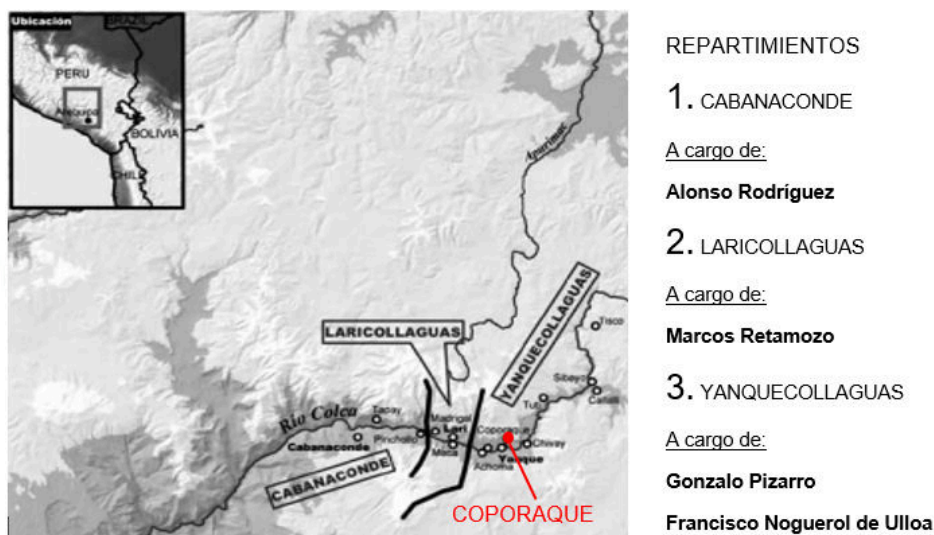 Ubicación
BRAZIL
PERU
Arequipa
BOLIVIA
CHILE
Apurimac
LARICOLLAGUAS
YANQUECOLLAGUAS
Tisco
Sibayo
Callalli
Tuti
Rio Colca
Tapay
Madrigal
Lari
Coporaque
Pinchollo
Chivay
Cabanaconde
Maca
Yanque
Achoma
CABANACONDE
COPORAQUE
REPARTIMIENTOS
1. CABANACONDE
A cargo de:
Alonso Rodríguez
2. LARICOLLAGUAS
A cargo de:
Marcos Retamozo
3. YANQUECOLLAGUAS
A cargo de:
Gonzalo Pizarro
Francisco Noguerol de Ulloa